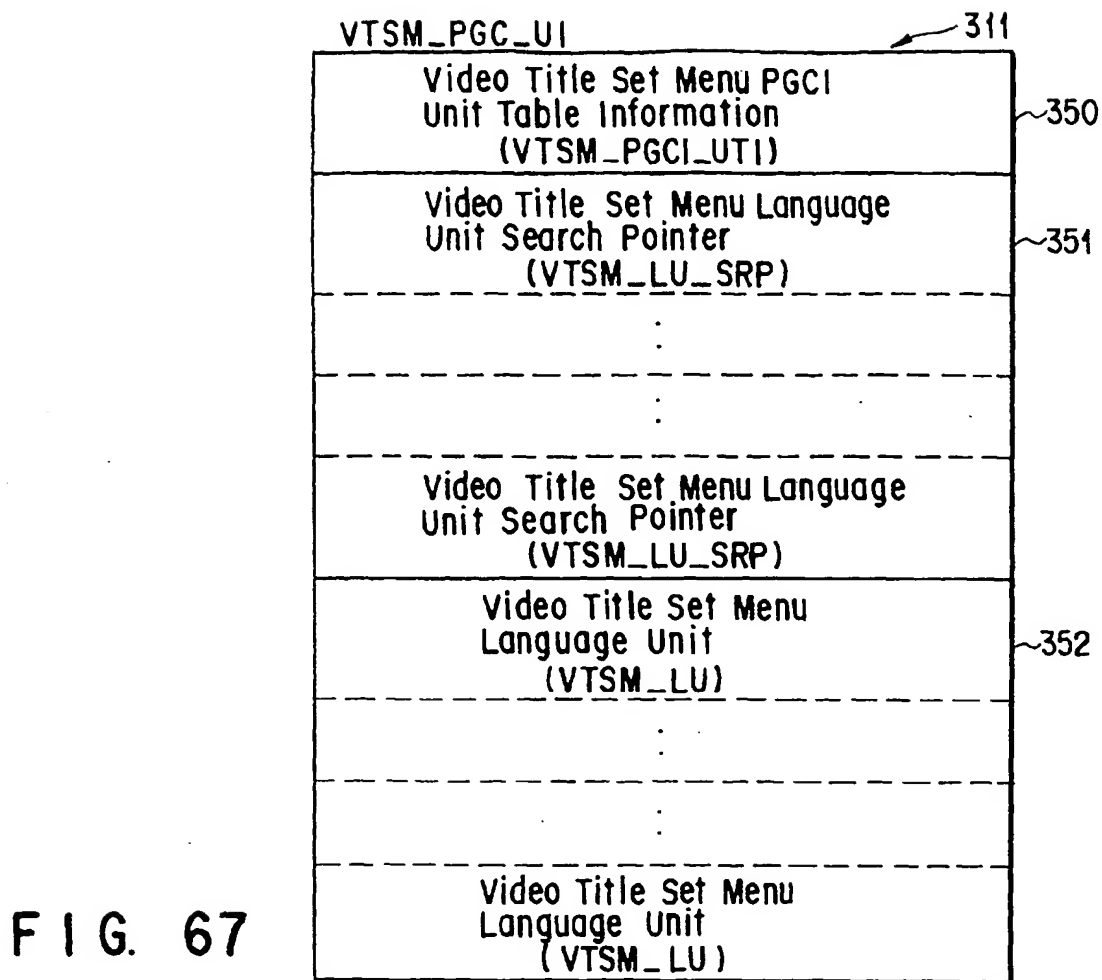 VTSM_PGC_UI
311
Video Title Set Menu PGCI
Unit Table Information
(VTSM_PGCI_UTI)
350
Video Title Set Menu Language
Unit Search Pointer
(VTSM_LU_SRP)
351
Video Title Set Menu Language
Unit Search Pointer
(VTSM_LU_SRP)
Video Title Set Menu
Language Unit
(VTSM_LU)
352
Video Title Set Menu
Language Unit
(VTSM_LU)
FIG. 67